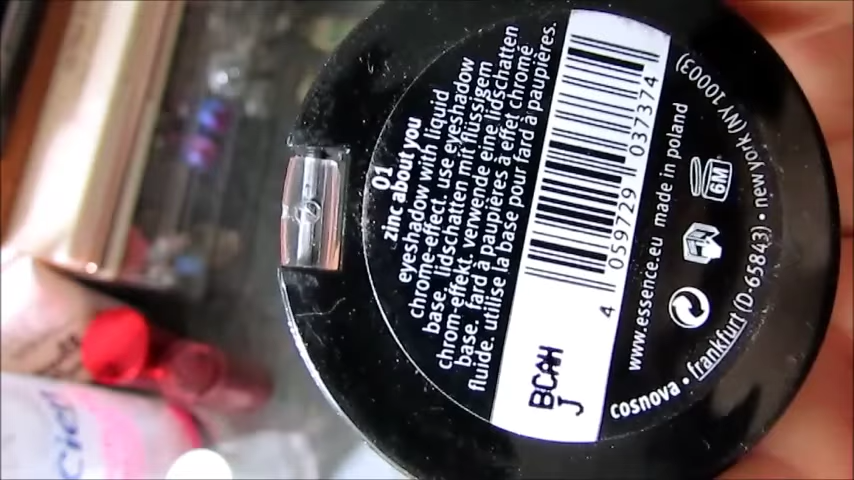 01
zinc about you
eyeshadow with liquid
chrome-effect. use eyeshadow
base. lidschatten mit flüssigem
chrom-effekt. verwende eine lidschatten
base. fard à paupières à effet chromé
fluide. utilise la base pour fard à paupières.
BCAH
J
4 059729 037374
www.essence.eu made in poland
6M
cosnova • frankfurt (D-65843) • new york (NY 10003)